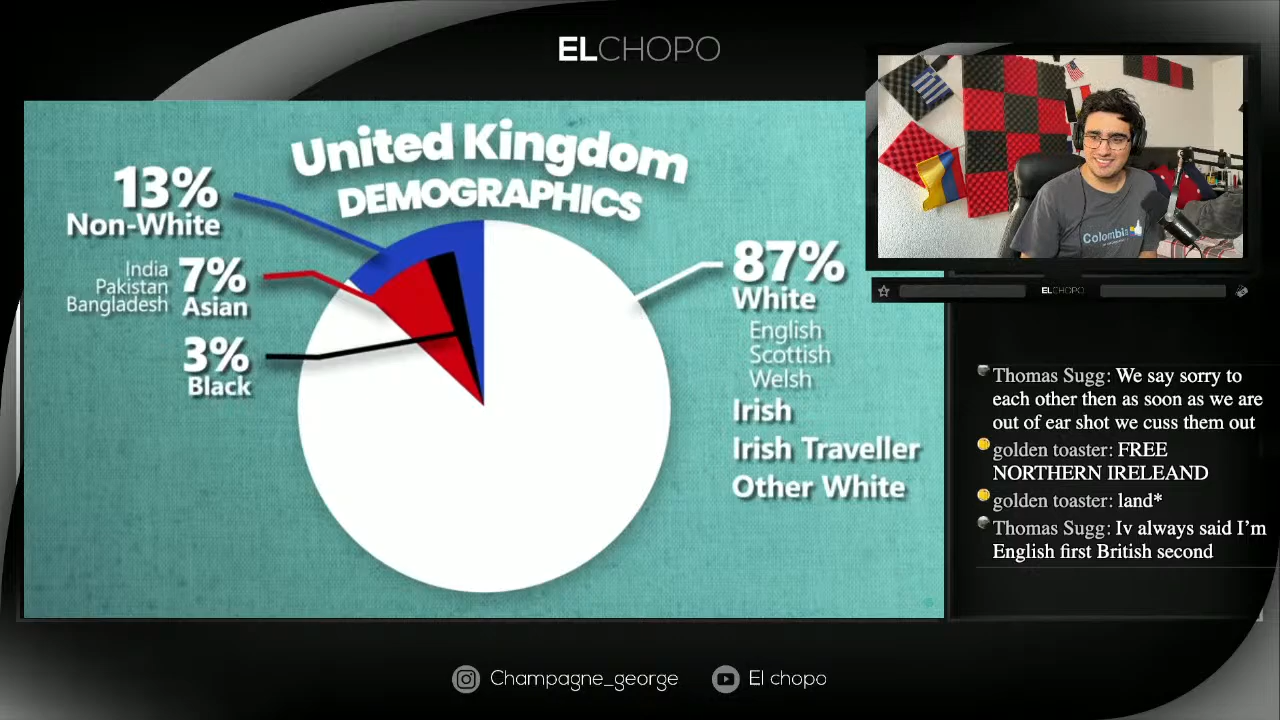 ELCHOPO
United Kingdom
DEMOGRAPHICS
13%
Non-White
India
Pakistan
Bangladesh
7%
Asian
3%
Black
87%
White
English
Scottish
Welsh
Irish
Irish Traveller
Other White
Colombia
ELCHOPO
Thomas Sugg: We say sorry to
each other then as soon as we are
out of ear shot we cuss them out
golden toaster: FREE
NORTHERN IRELEAND
golden toaster: land*
Thomas Sugg: Iv always said I’m
English first British second
Champagne_george
El chopo